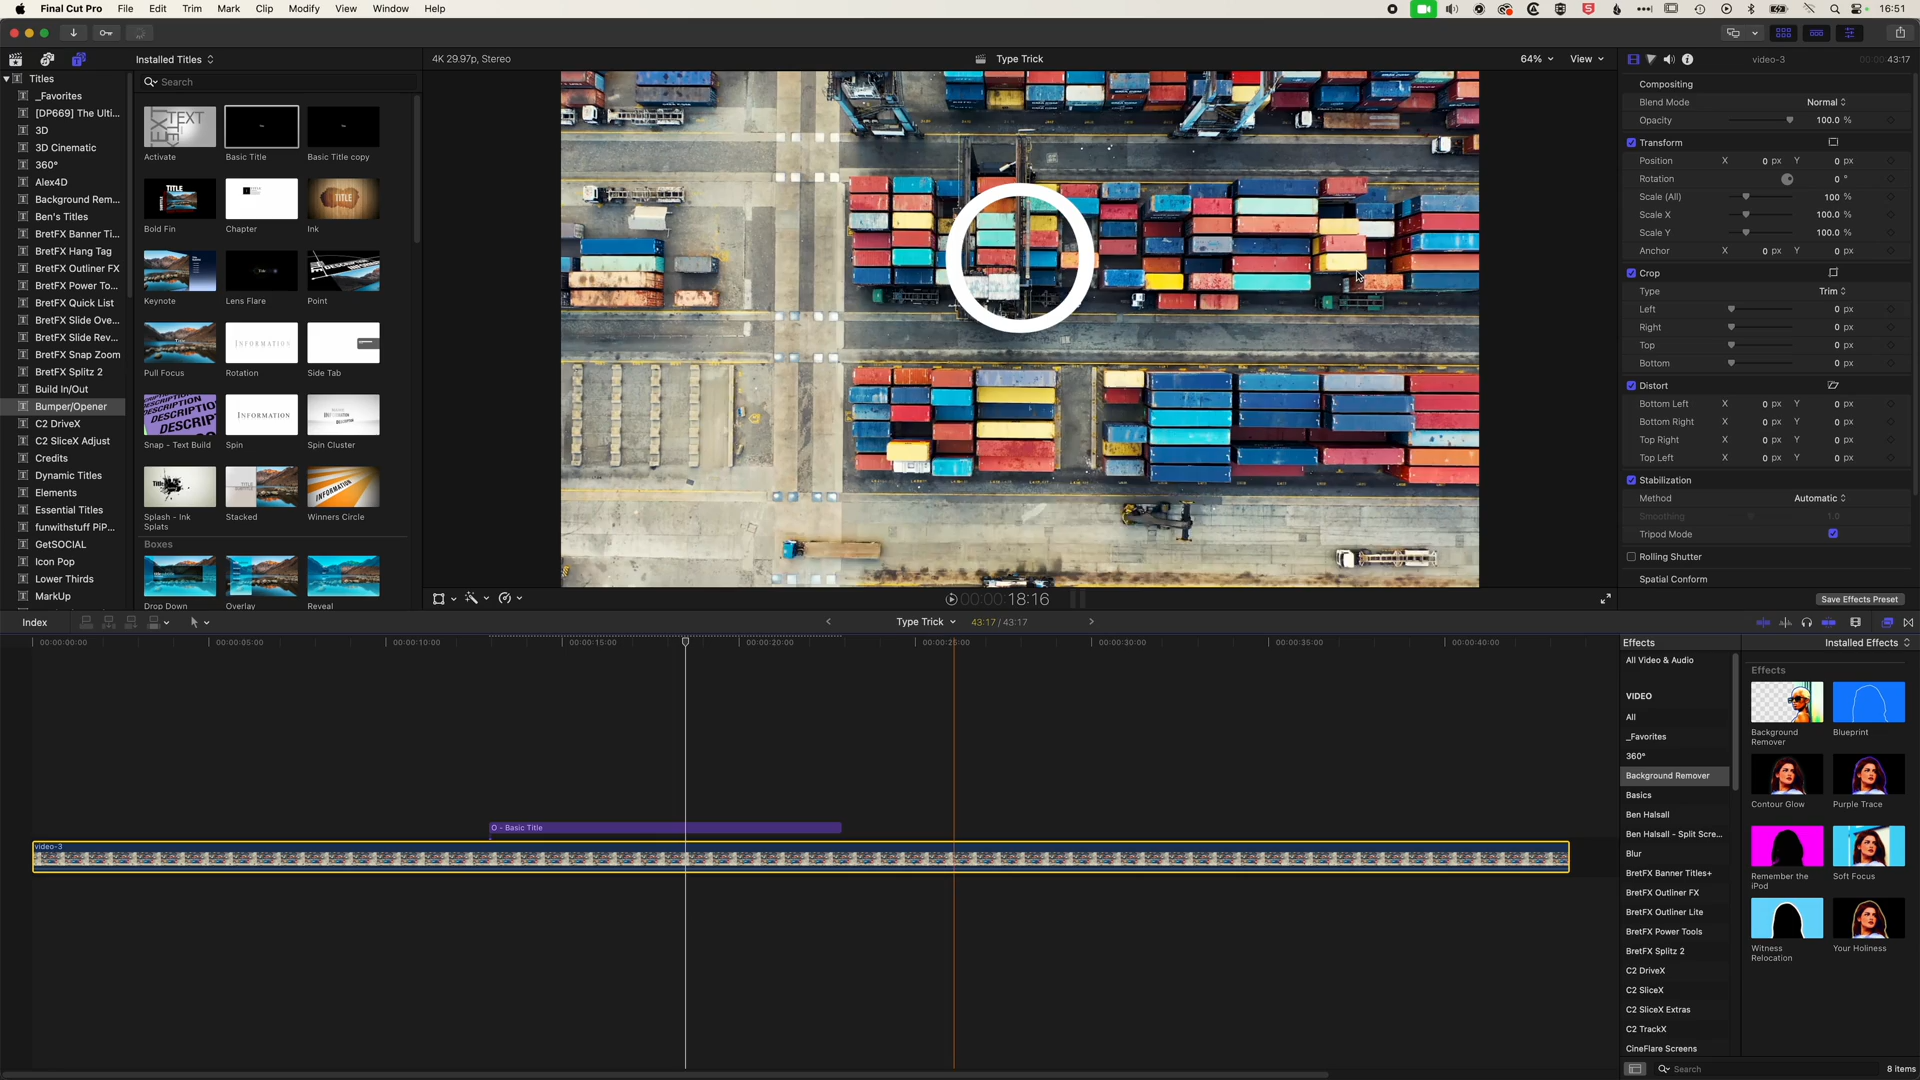 Final Cut Pro File Edit Trim Mark Clip Modify View Window Help 16:51
Installed Titles 4K 29.97p, Stereo Type Trick 64% View video-3 00:00:43:17
Titles
_Favorites
[DP669] The Ulti...
3D
3D Cinematic
360°
Alex4D
Background Rem...
Ben's Titles
BretFX Banner Ti...
BretFX Hang Tag
BretFX Outliner FX
BretFX Power To...
BretFX Quick List
BretFX Slide Ove...
BretFX Slide Rev...
BretFX Snap Zoom
BretFX Splitz 2
Build In/Out
Bumper/Opener
C2 DriveX
C2 SliceX Adjust
Credits
Dynamic Titles
Elements
Essential Titles
funwithstuff PiP...
GetSOCIAL
Icon Pop
Lower Thirds
MarkUp
Search
Activate Basic Title Basic Title copy
TITLE TITLE
Bold Fin Chapter Ink
Keynote Lens Flare Point
INFORMATION
Pull Focus Rotation Side Tab
DESCRIPTION INFORMATION
Snap - Text Build Spin Spin Cluster
INFORMATION
Splash - Ink Splats Stacked Winners Circle
Boxes
Drop Down Overlay Reveal
Compositing
Blend Mode Normal
Opacity 100.0 %
Transform
Position X 0 px Y 0 px
Rotation 0 °
Scale (All) 100 %
Scale X 100.0 %
Scale Y 100.0 %
Anchor X 0 px Y 0 px
Crop
Type Trim
Left 0 px
Right 0 px
Top 0 px
Bottom 0 px
Distort
Bottom Left X 0 px Y 0 px
Bottom Right X 0 px Y 0 px
Top Right X 0 px Y 0 px
Top Left X 0 px Y 0 px
Stabilization
Method Automatic
Smoothing 1.0
Tripod Mode
Rolling Shutter
Spatial Conform
Save Effects Preset
00:00:18:16
Index Type Trick 43:17 / 43:17
00:00:00:00 00:00:05:00 00:00:10:00 00:00:15:00 00:00:20:00 00:00:25:00 00:00:30:00 00:00:35:00 00:00:40:00
O - Basic Title
video-3
Effects Installed Effects
All Video & Audio
VIDEO
All
_Favorites
360°
Background Remover
Basics
Ben Halsall
Ben Halsall - Split Scre...
Blur
BretFX Banner Titles+
BretFX Outliner FX
BretFX Outliner Lite
BretFX Power Tools
BretFX Splitz 2
C2 DriveX
C2 SliceX
C2 SliceX Extras
C2 TrackX
CineFlare Screens
Effects
Background Remover Blueprint
Contour Glow Purple Trace
Remember the iPod Soft Focus
Witness Relocation Your Holiness
Search 8 items